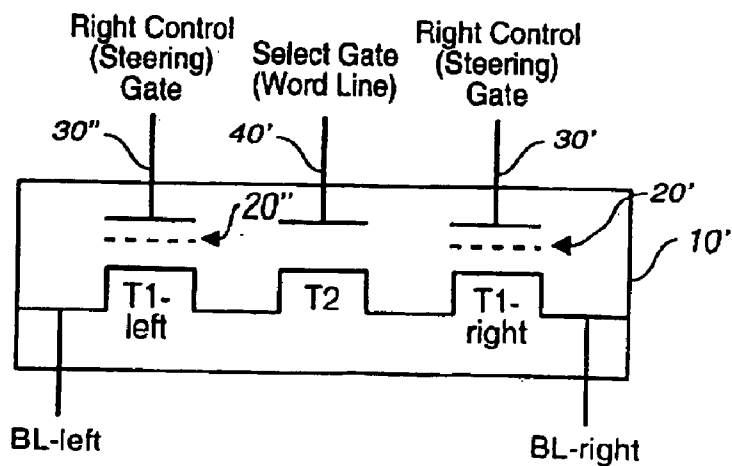 Right Control
(Steering)
Gate
Select Gate
(Word Line)
Right Control
(Steering)
Gate
30"
40'
30'
20"
20'
10'
T1-
left
T2
T1-
right
BL-left
BL-right